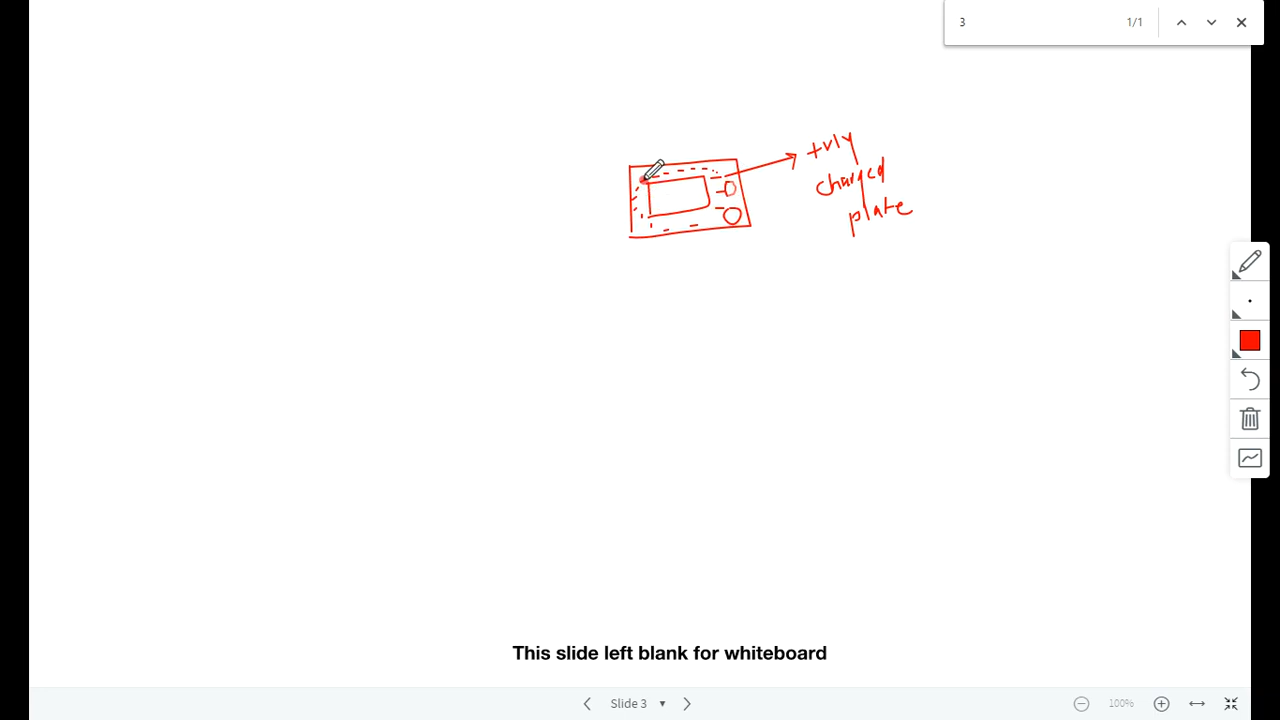 3 1/1
+vly
charged
plate
This slide left blank for whiteboard
Slide 3
100%